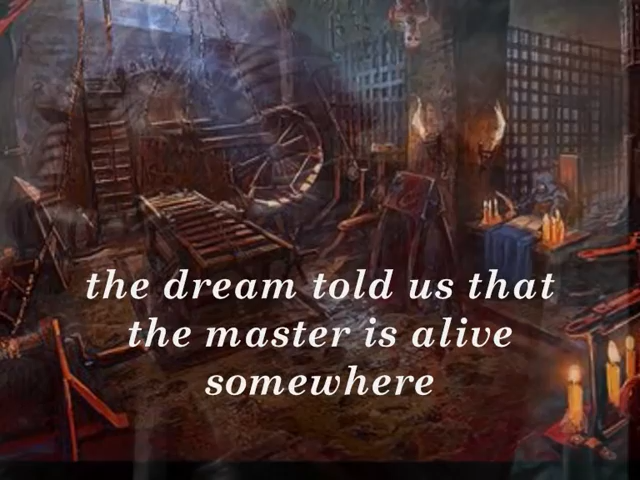 the dream told us that
the master is alive
somewhere